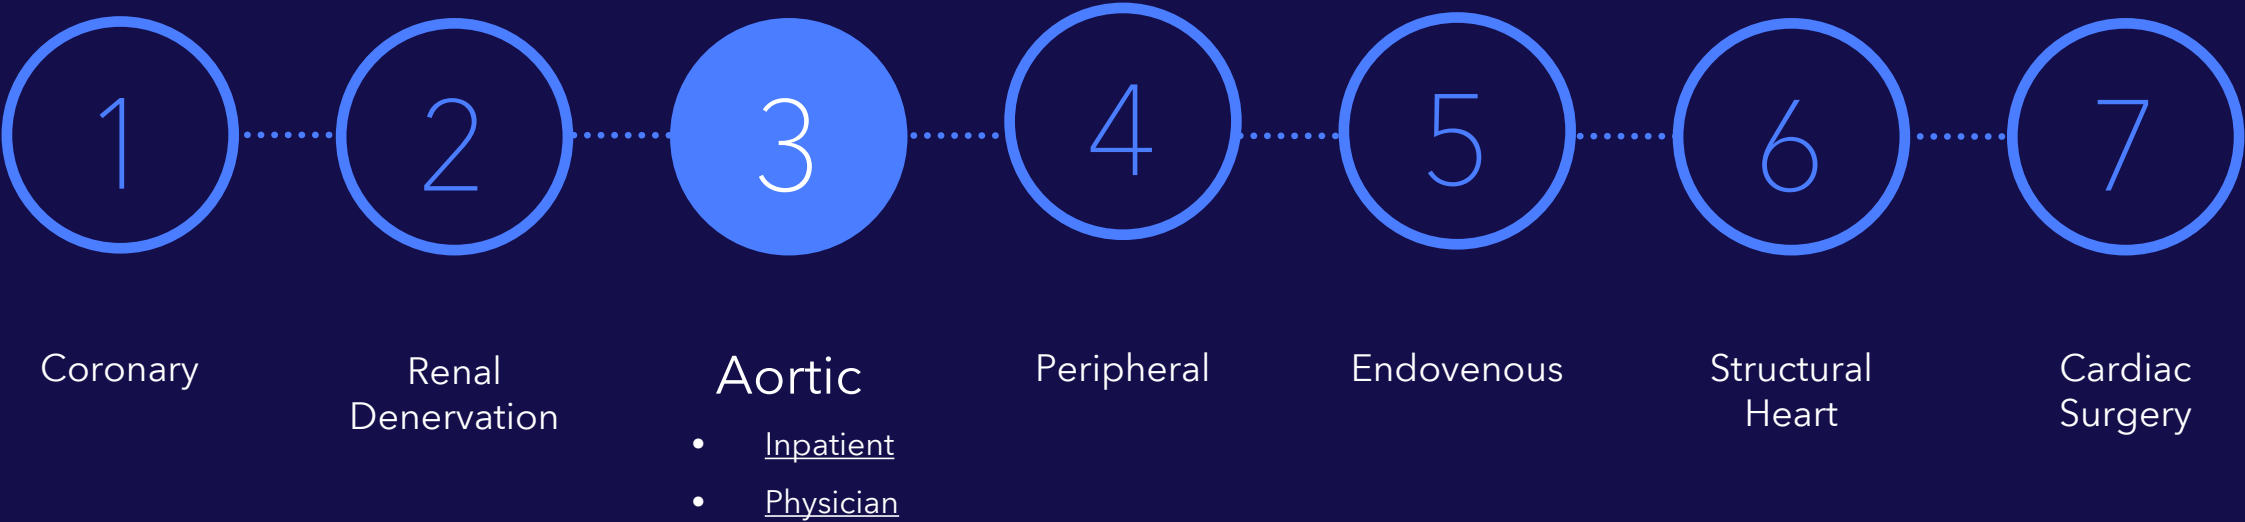 1
2
3
4
5
6
7
Coronary
Renal
Denervation
Aortic
• Inpatient
• Physician
Peripheral
Endovenous
Structural
Heart
Cardiac
Surgery